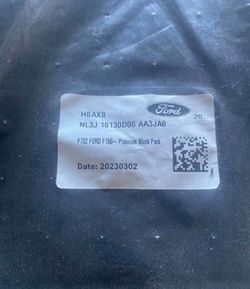 HBAXB
Ford
20
NL3J 16130D00 AA3JA6
P702 FORD F150- Platinum Black Pack
Date: 20230302